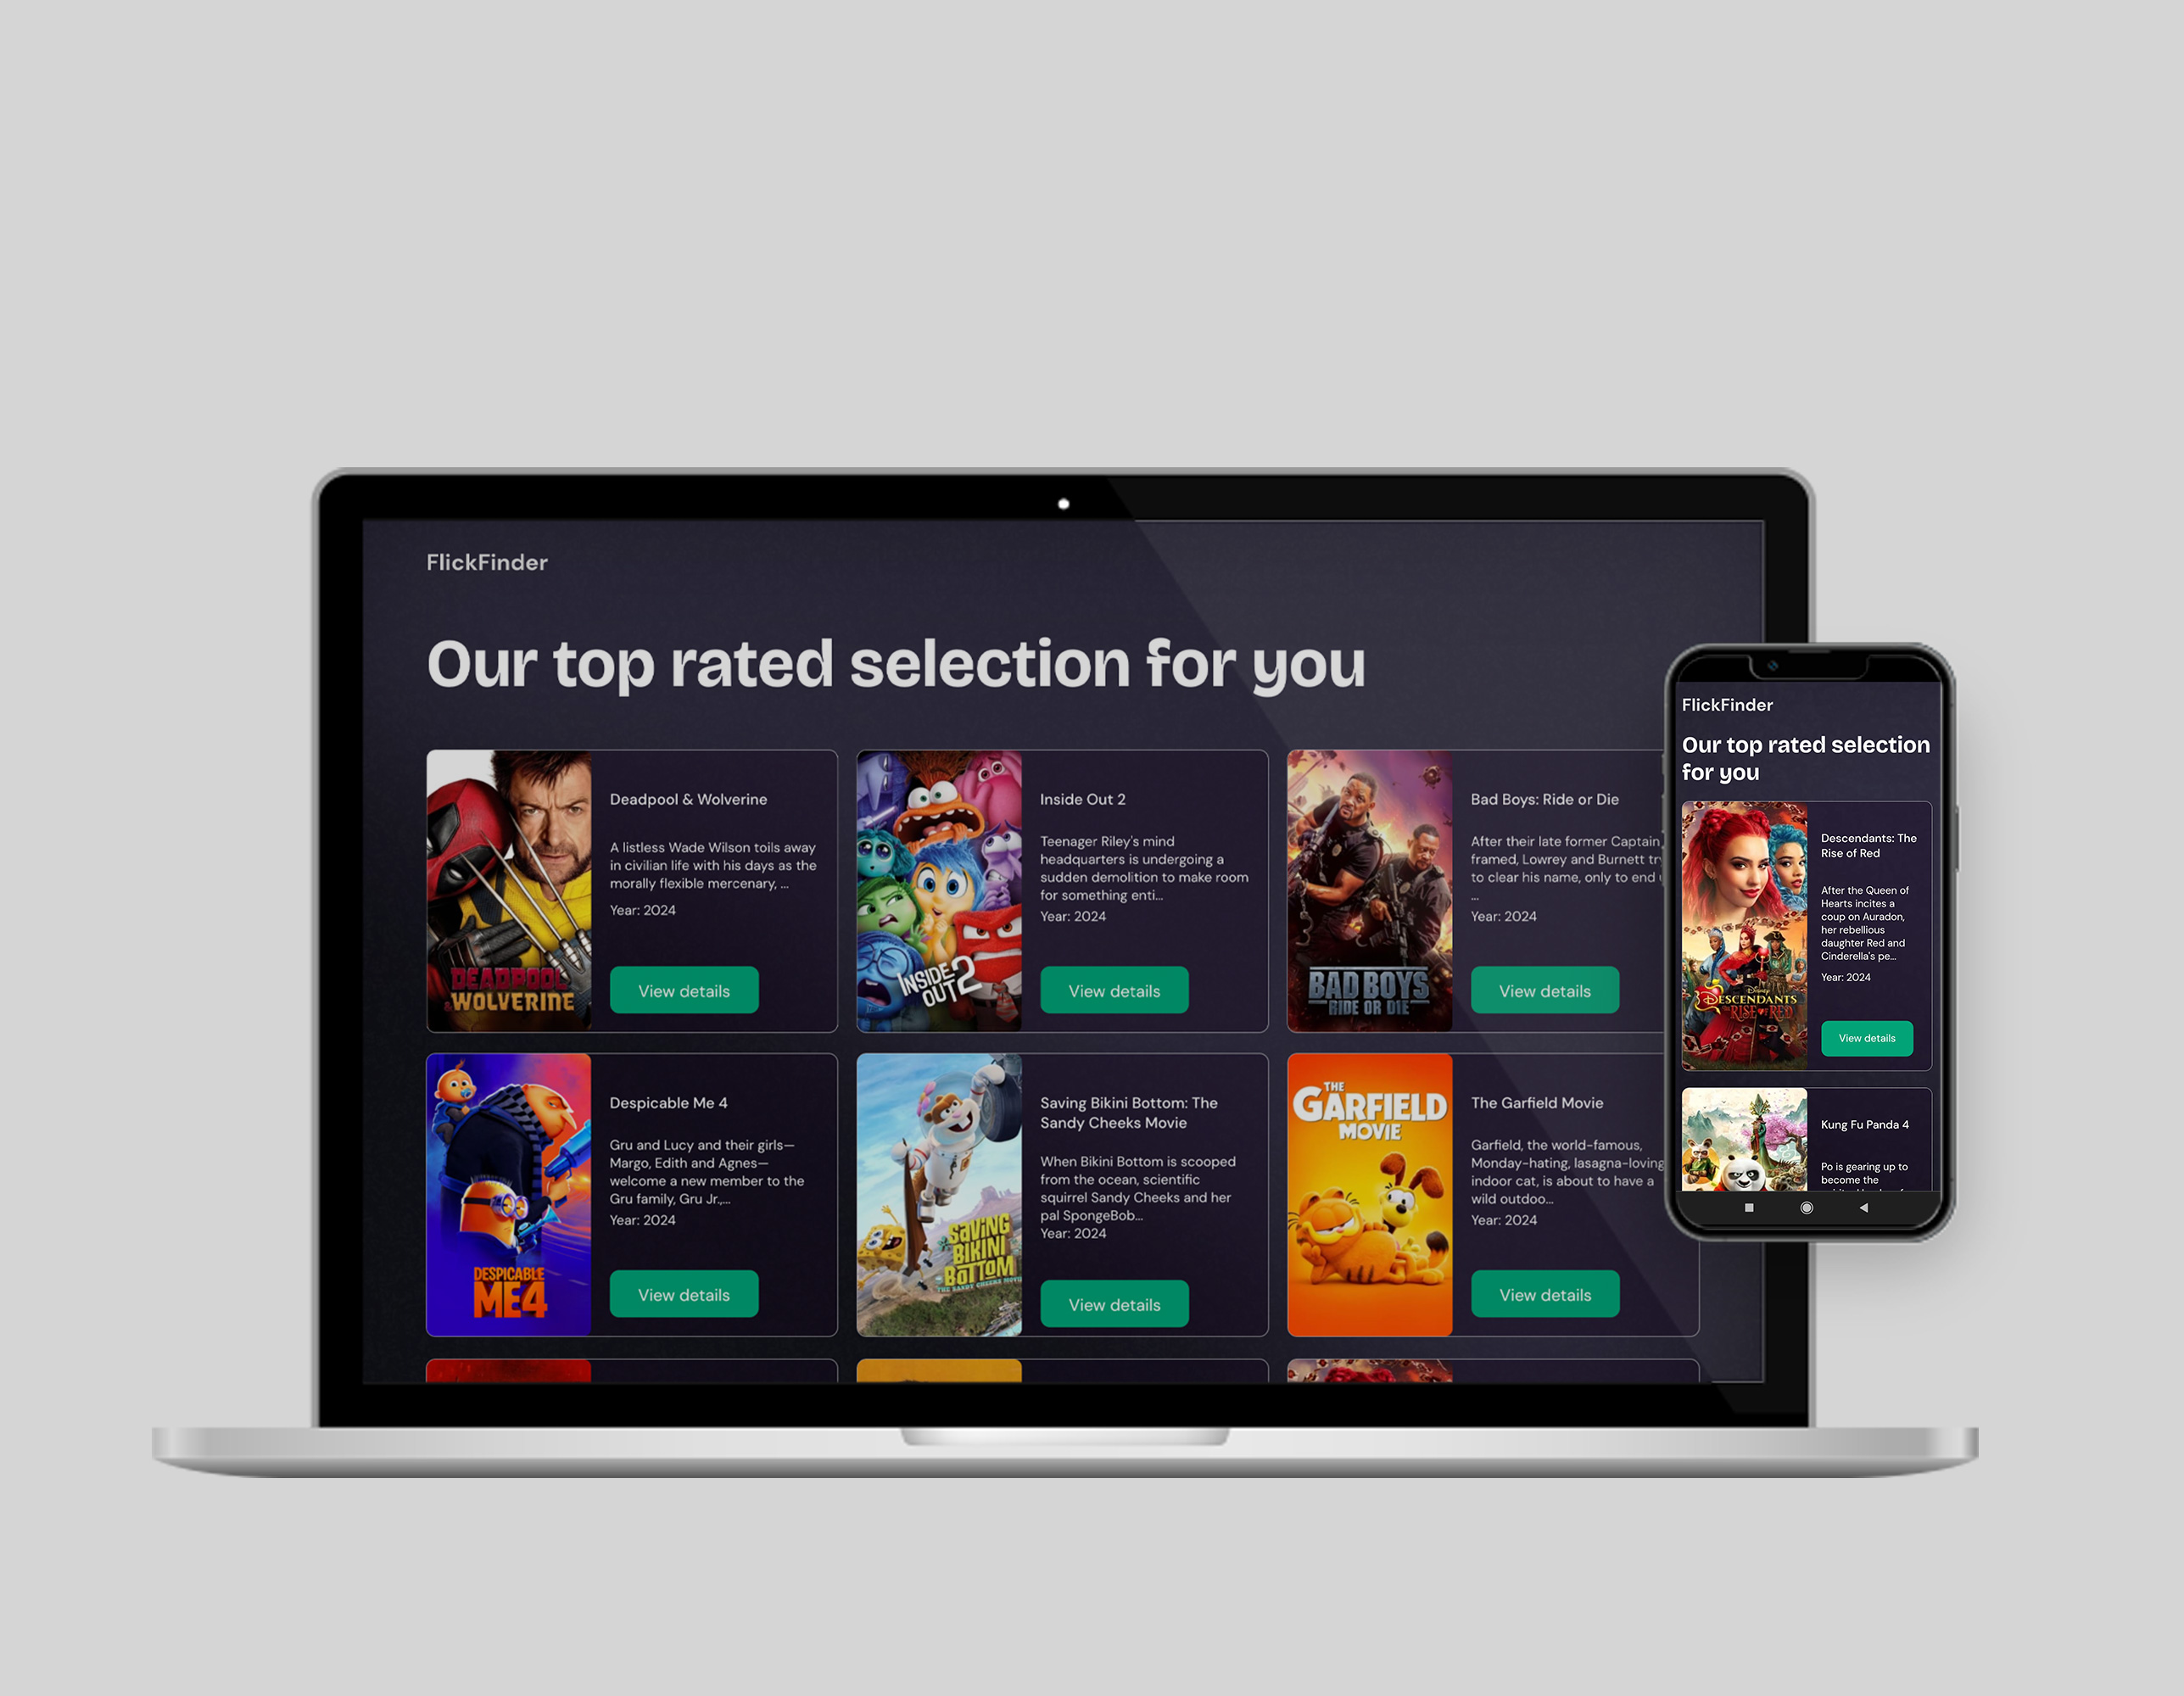 FlickFinder
Our top rated selection for you
Deadpool & Wolverine
A listless Wade Wilson toils away
in civilian life with his days as the
morally flexible mercenary, ...
Year: 2024
View details
DEADPOOL
& WOLVERINE
Inside Out 2
Teenager Riley's mind
headquarters is undergoing a
sudden demolition to make room
for something enti...
Year: 2024
View details
INSIDE
OUT 2
Bad Boys: Ride or Die
After their late former Captain
framed, Lowrey and Burnett try
to clear his name, only to end
...
Year: 2024
View details
BAD BOYS
RIDE OR DIE
Despicable Me 4
Gru and Lucy and their girls—
Margo, Edith and Agnes—
welcome a new member to the
Gru family, Gru Jr.,...
Year: 2024
View details
DESPICABLE
ME4
Saving Bikini Bottom: The
Sandy Cheeks Movie
When Bikini Bottom is scooped
from the ocean, scientific
squirrel Sandy Cheeks and her
pal SpongeBob...
Year: 2024
View details
SAVING
BIKINI
BOTTOM
THE SANDY CHEEKS MOVIE
The Garfield Movie
Garfield, the world-famous,
Monday-hating, lasagna-loving
indoor cat, is about to have a
wild outdoo...
Year: 2024
View details
THE
GARFIELD
MOVIE
FlickFinder
Our top rated selection
for you
Descendants: The
Rise of Red
After the Queen of
Hearts incites a
coup on Auradon,
her rebellious
daughter Red and
Cinderella's pe...
Year: 2024
View details
Disney
DESCENDANTS
THE RISE OF RED
Kung Fu Panda 4
Po is gearing up to
become the